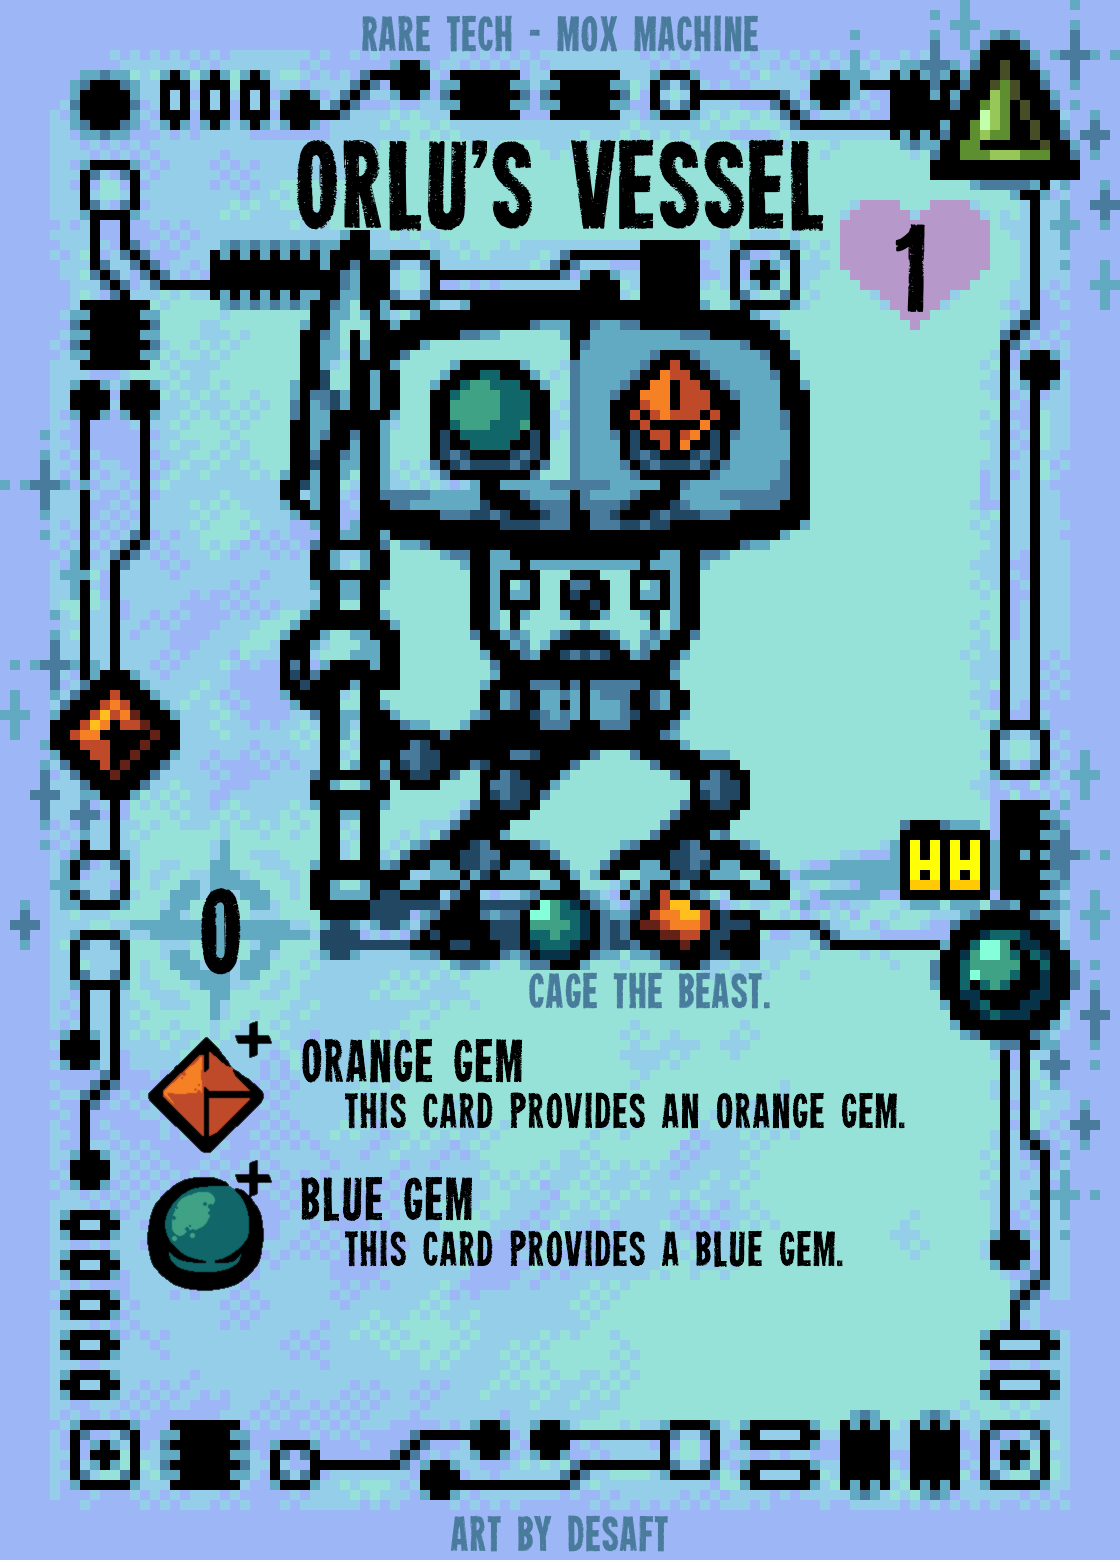 RARE TECH - MOX MACHINE
ORLU'S VESSEL
1
0
CAGE THE BEAST.
ORANGE GEM
THIS CARD PROVIDES AN ORANGE GEM.
BLUE GEM
THIS CARD PROVIDES A BLUE GEM.
ART BY DESAFT